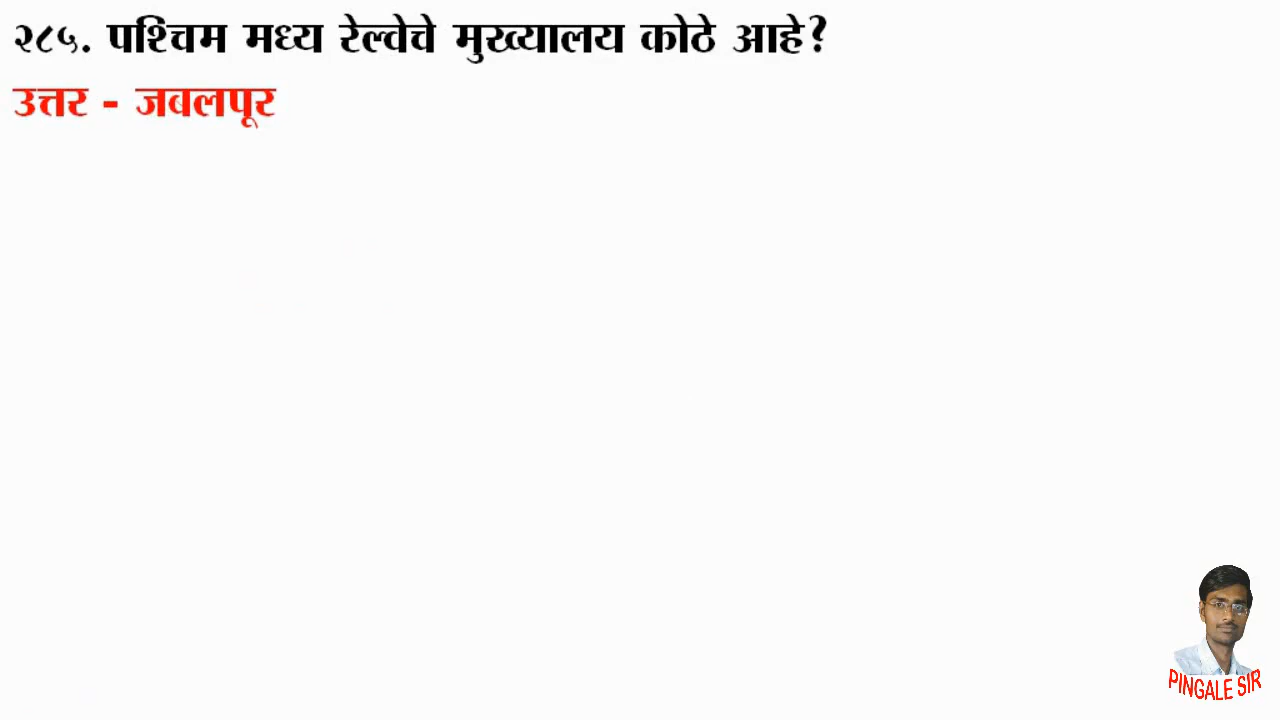 २८५. पश्चिम मध्य रेल्वेचे मुख्यालय कोठे आहे?
उत्तर - जबलपूर
PINGALE SIR